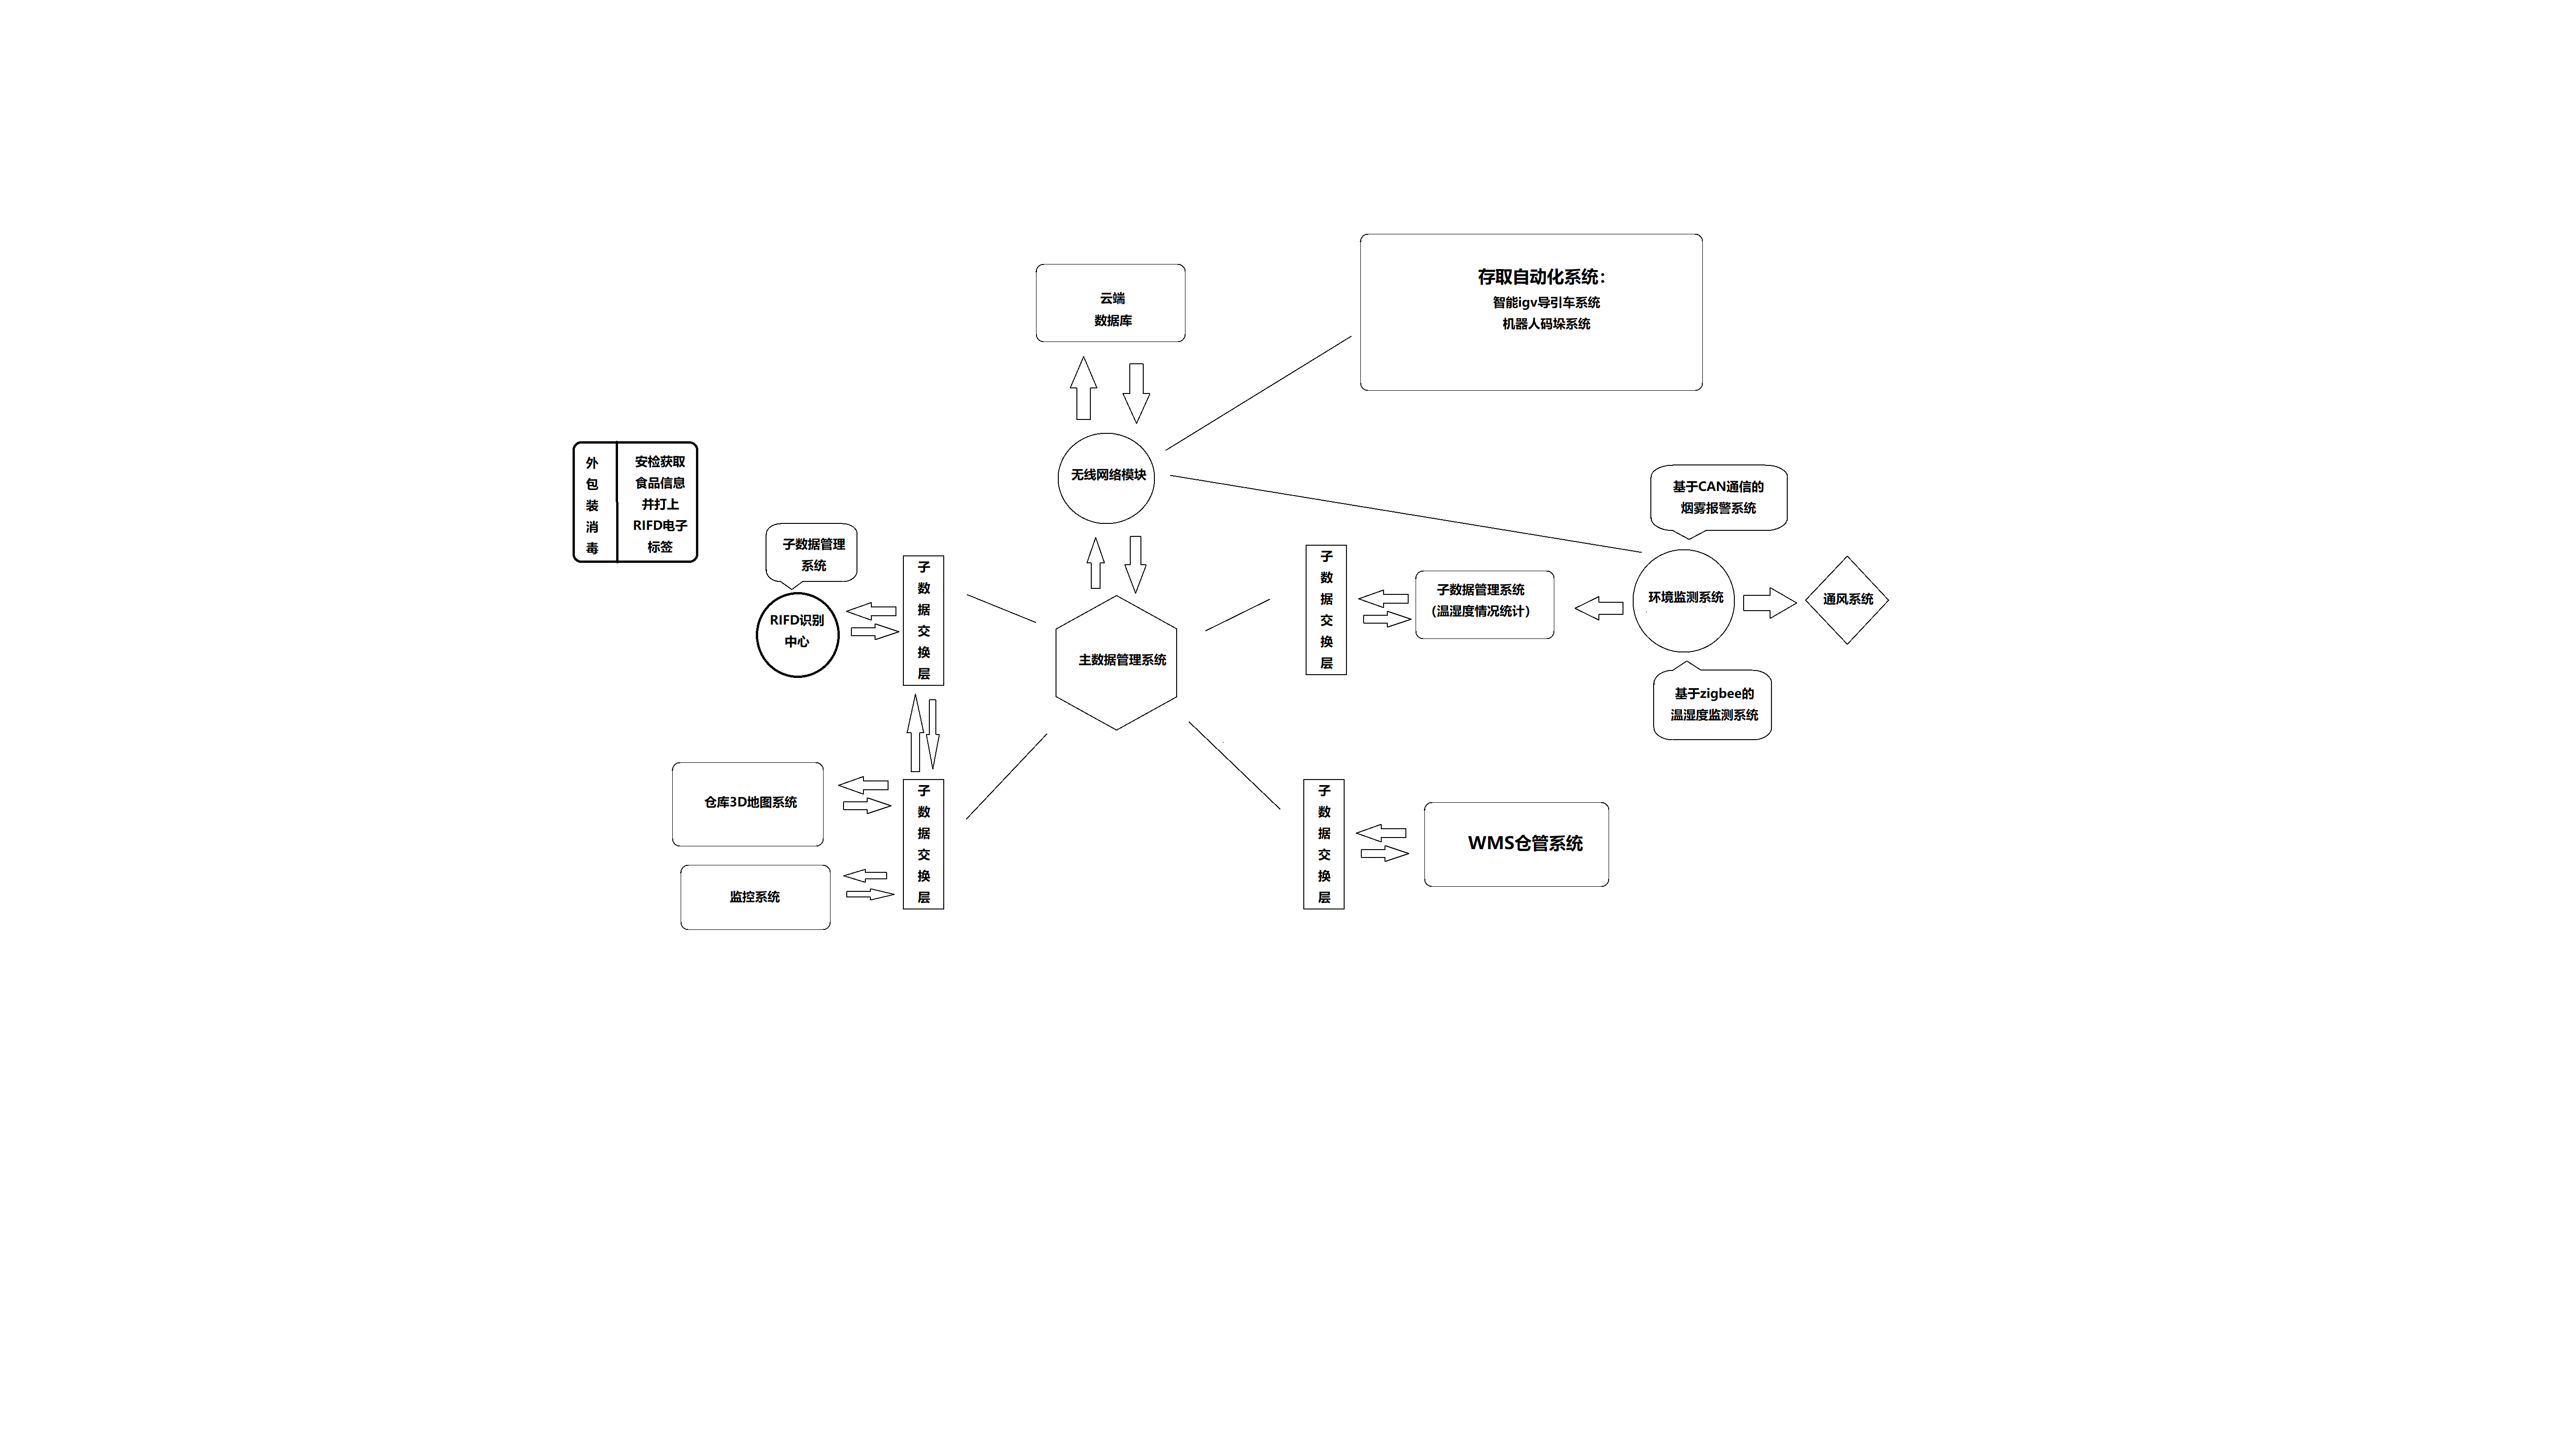 云端
数据库
存取自动化系统：
智能igv导引车系统
机器人码垛系统
无线网络模块
外
包
装
消
毒
安检获取
食品信息
并打上
RIFD电子
标签
基于CAN通信的
烟雾报警系统
子数据管理
系统
RIFD识别
中心
子
数
据
交
换
层
主数据管理系统
子
数
据
交
换
层
子数据管理系统
（温湿度情况统计）
环境监测系统
通风系统
基于zigbee的
温湿度监测系统
仓库3D地图系统
监控系统
子
数
据
交
换
层
子
数
据
交
换
层
WMS仓管系统